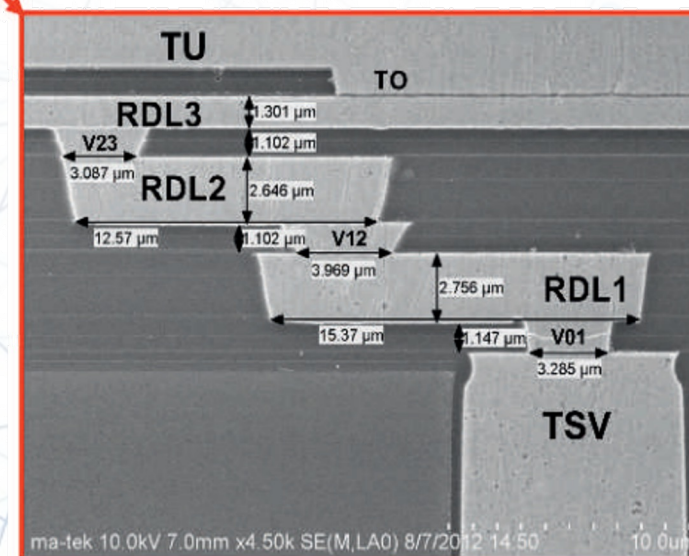 TU
TO
RDL3
1.301 µm
V23
1.102 µm
3.087 µm
RDL2
2.646 µm
12.57 µm
1.102 µm
V12
3.969 µm
2.756 µm
RDL1
15.37 µm
1.147 µm
V01
3.285 µm
TSV
ma-tek 10.0kV 7.0mm x4.50k SE(M,LA0) 8/7/2012 14:50